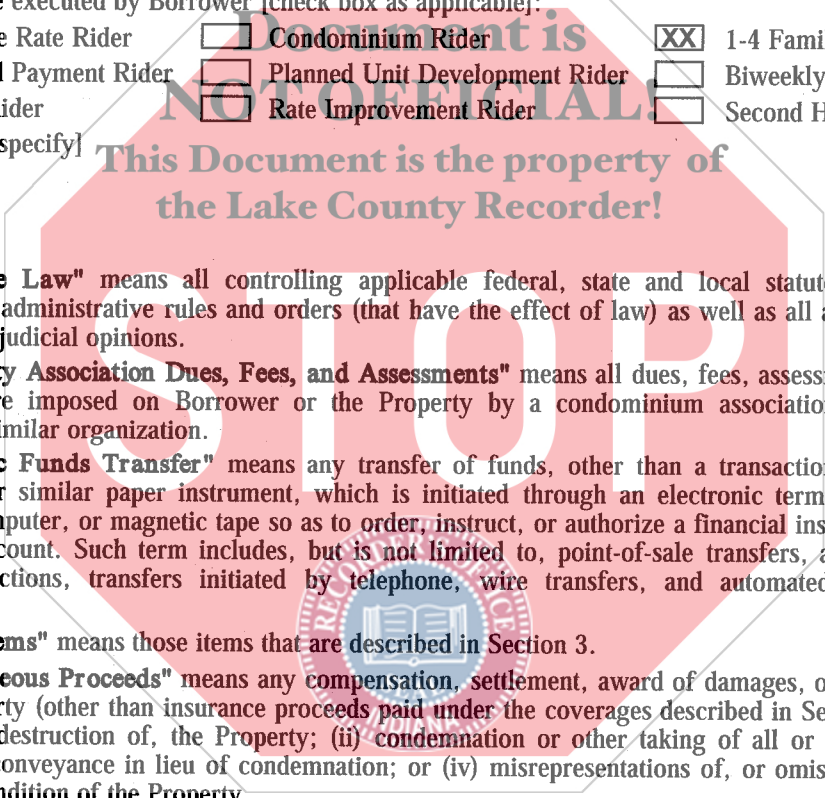 e executed by Borrower [check box as applicable]:
e Rate Rider Condominium Rider XX 1-4 Fami
l Payment Rider Planned Unit Development Rider Biweekly
ider Rate Improvement Rider Second H
specify]
Document is
NOT OFFICIAL!
This Document is the property of
the Lake County Recorder!
STOP
e Law" means all controlling applicable federal, state and local statut
administrative rules and orders (that have the effect of law) as well as all a
judicial opinions.
y Association Dues, Fees, and Assessments" means all dues, fees, assess
re imposed on Borrower or the Property by a condominium associatio
imilar organization.
c Funds Transfer" means any transfer of funds, other than a transactio
r similar paper instrument, which is initiated through an electronic term
puter, or magnetic tape so as to order, instruct, or authorize a financial ins
count. Such term includes, but is not limited to, point-of-sale transfers, a
ctions, transfers initiated by telephone, wire transfers, and automated
ems" means those items that are described in Section 3.
eous Proceeds" means any compensation, settlement, award of damages, o
rty (other than insurance proceeds paid under the coverages described in Se
destruction of, the Property; (ii) condemnation or other taking of all or
onveyance in lieu of condemnation; or (iv) misrepresentations of, or omis
ndition of the Property.
RECORDER'S OFFICE
SEAL
INDIANA